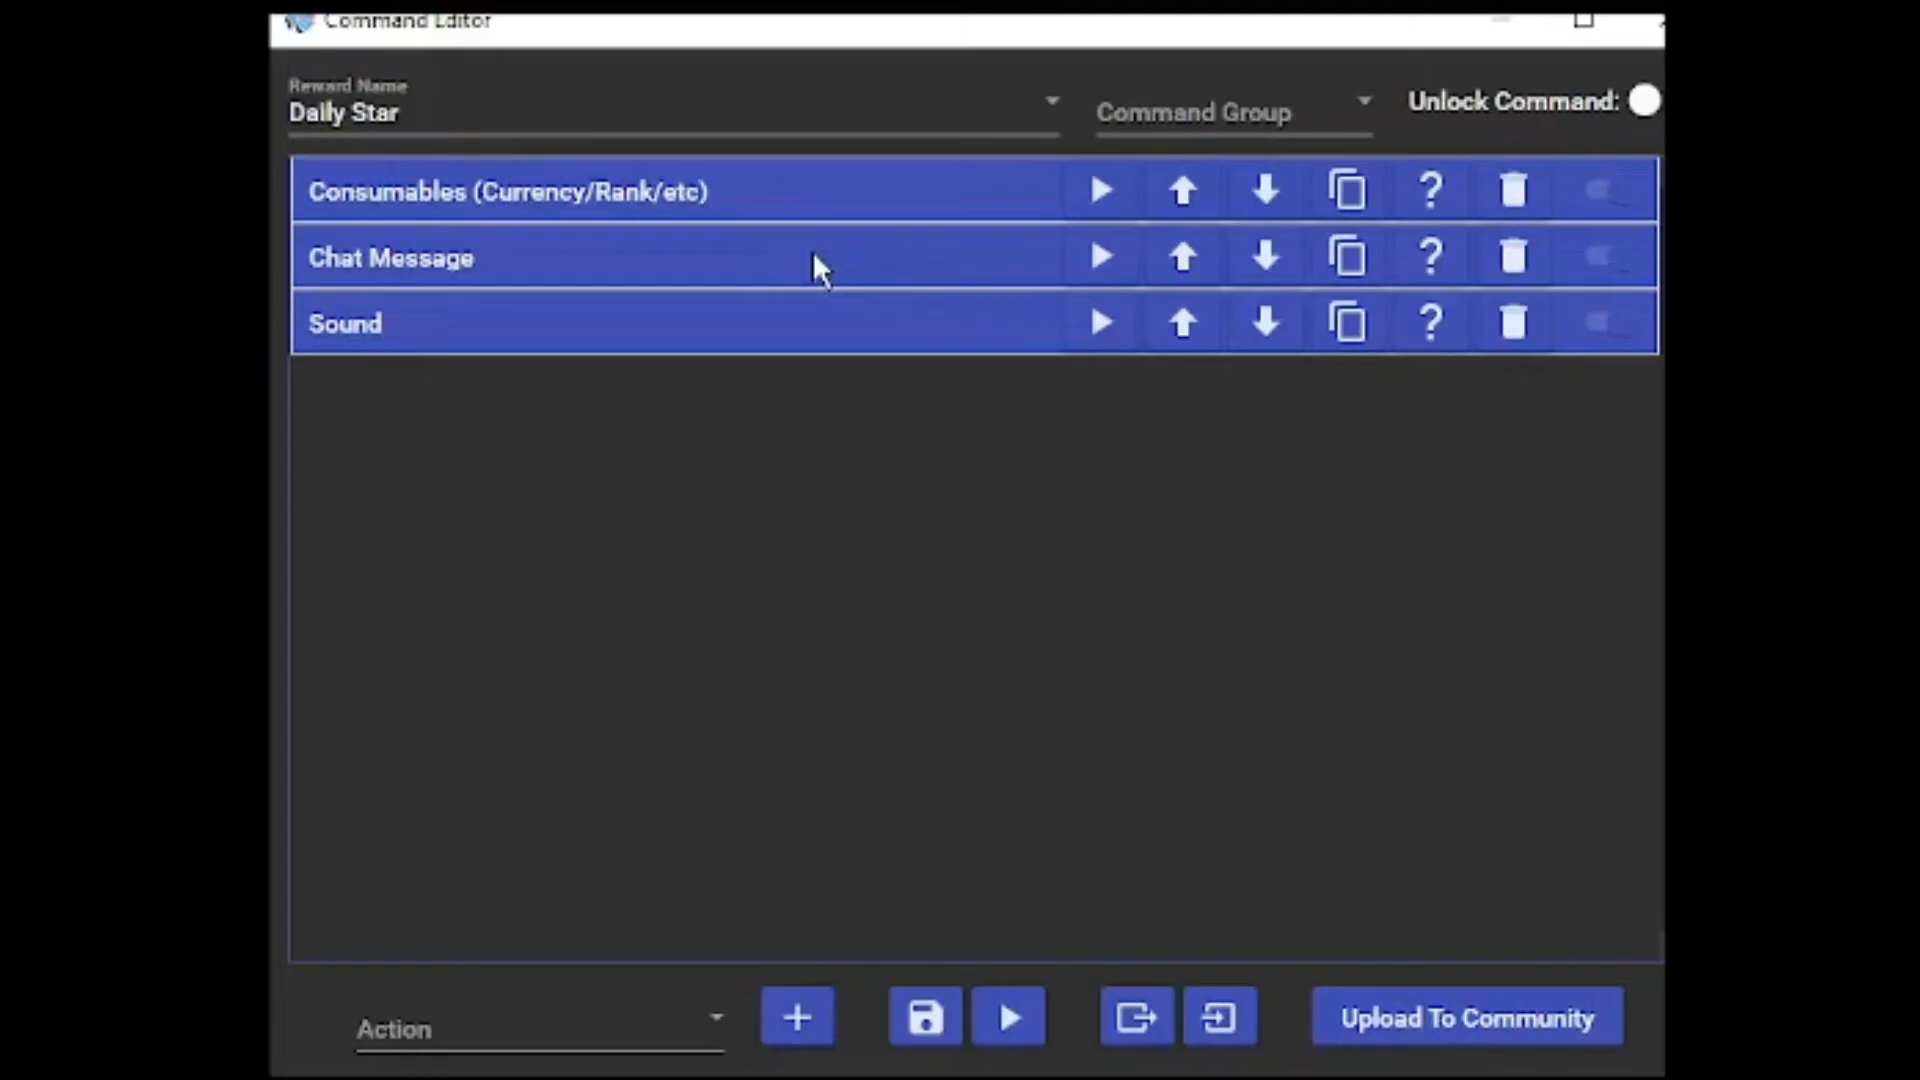 Command Editor
Reward Name
Daily Star
Command Group
Unlock Command:
Consumables (Currency/Rank/etc)
?
Chat Message
?
Sound
?
Action
Upload To Community